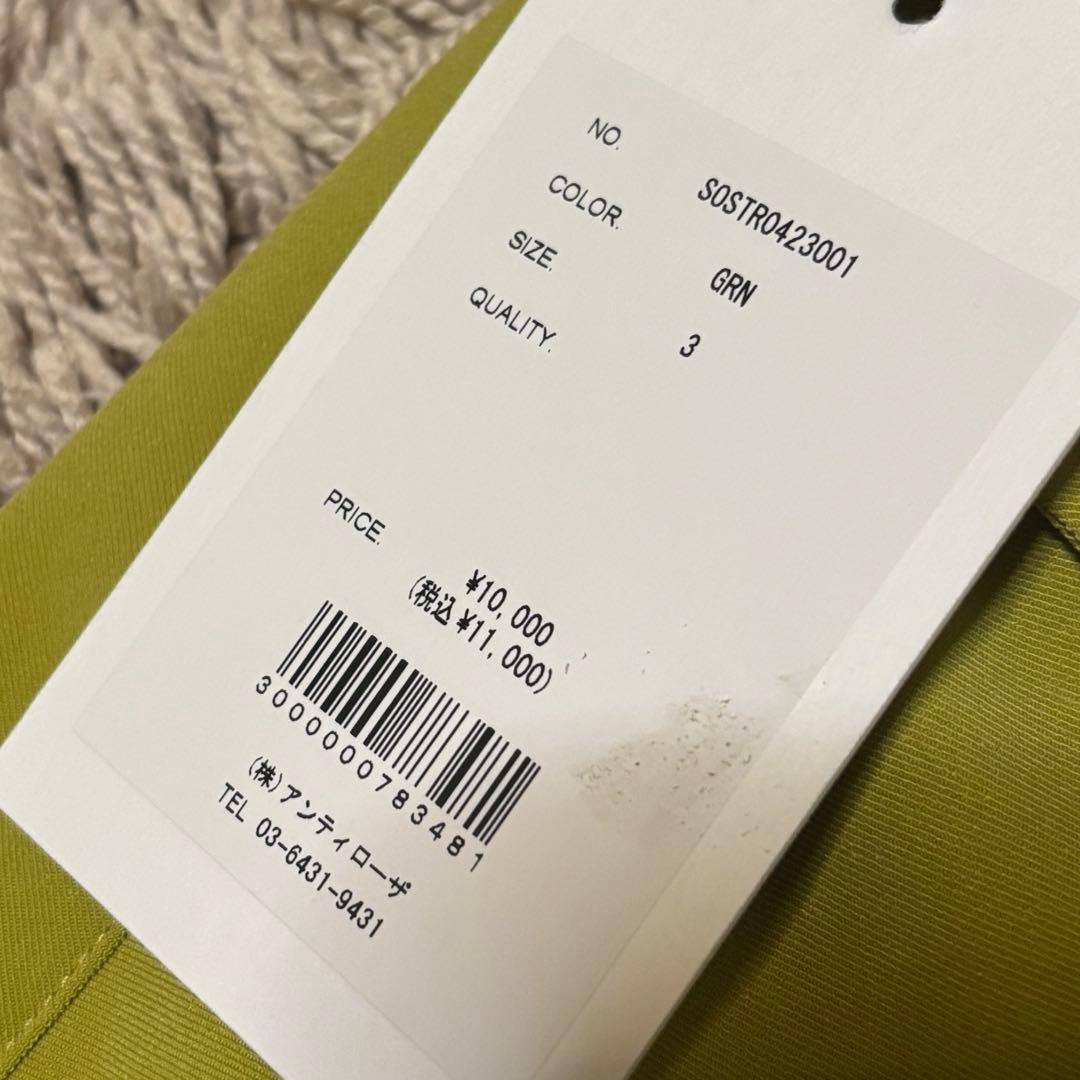 NO. SOSTR0423001
COLOR. GRN
SIZE. 3
QUALITY.
PRICE.
¥10,000
(税込 ¥11,000)
3000000783481
(株)アンティローザ
TEL 03-6431-9431